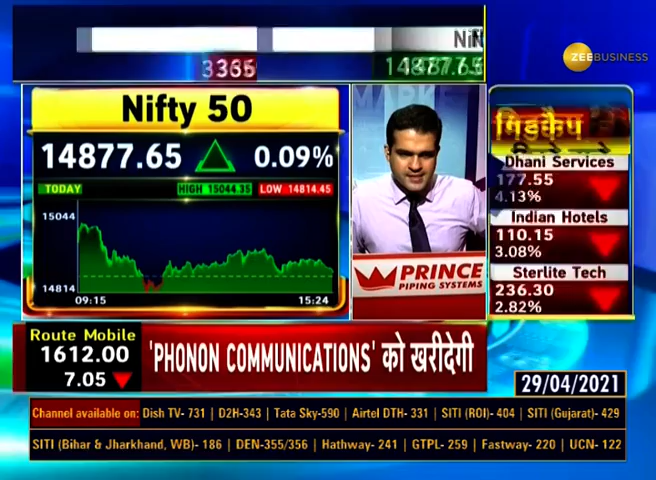 3365
14877.65
ZEE BUSINESS
Nifty 50
14877.65 0.09%
TODAY HIGH 15044.35 LOW 14814.45
15044
14814
09:15 15:24
MARKE
PRINCE
PIPING SYSTEMS
मिडकैप
Dhani Services
177.55
4.13%
Indian Hotels
110.15
3.08%
Sterlite Tech
236.30
2.82%
Route Mobile
1612.00
7.05
'PHONON COMMUNICATIONS' को खरीदेगी
29/04/2021
Channel available on: Dish TV- 731 | D2H-343 | Tata Sky-590 | Airtel DTH- 331 | SITI (ROI)- 404 | SITI (Gujarat)- 429
SITI (Bihar & Jharkhand, WB)- 186 | DEN-355/356 | Hathway- 241 | GTPL- 259 | Fastway- 220 | UCN- 122